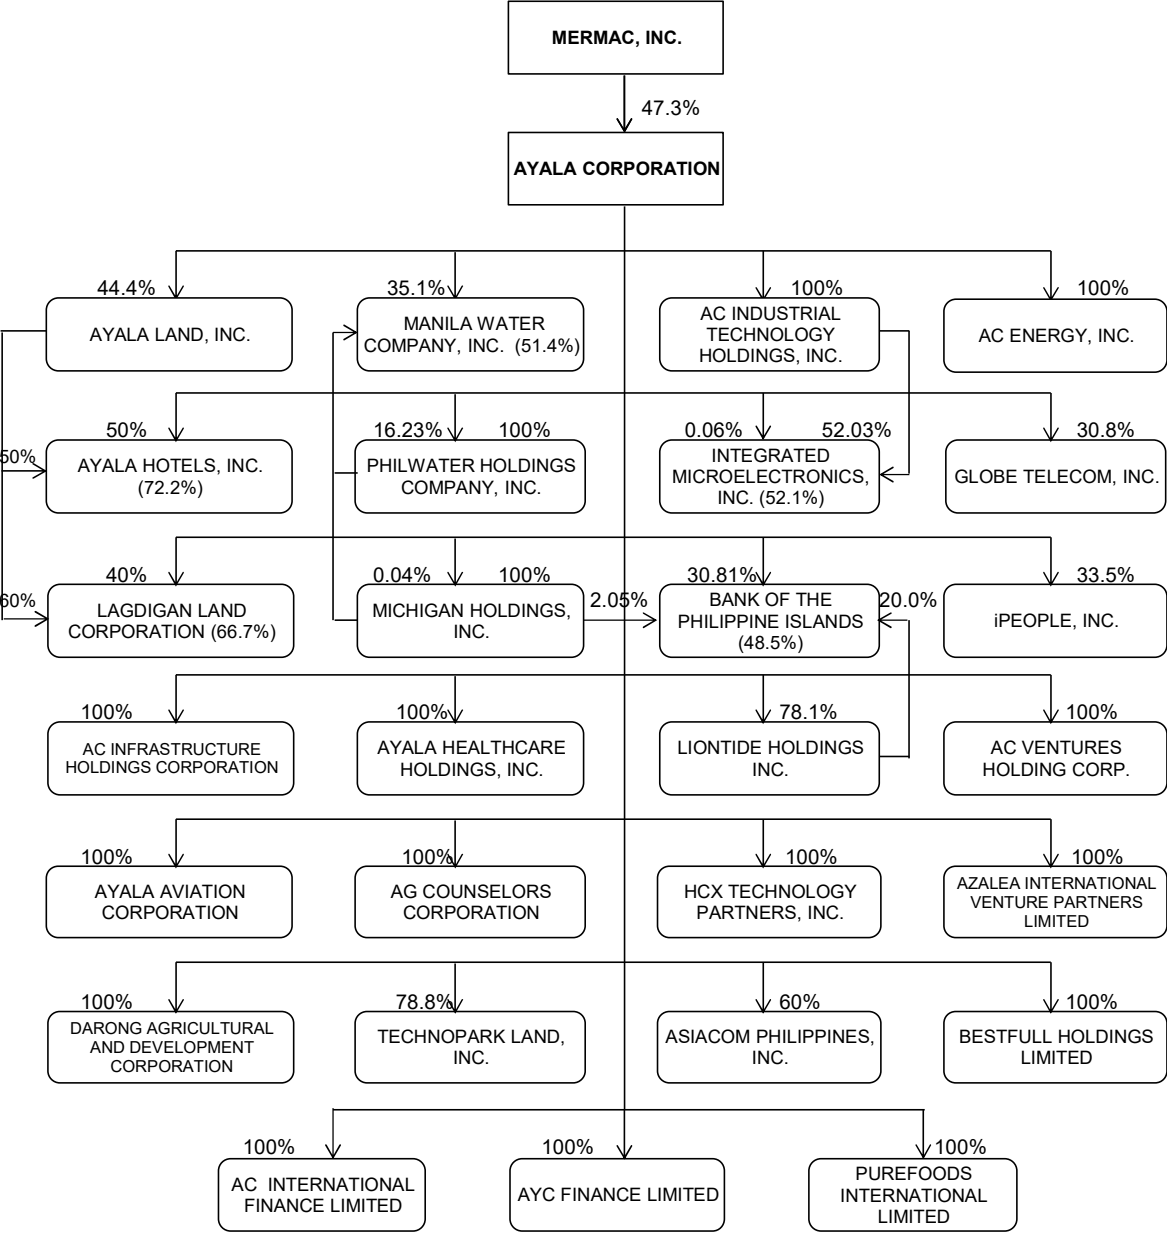 MERMAC, INC.
47.3%
AYALA CORPORATION
44.4%
35.1%
100%
100%
AYALA LAND, INC.
MANILA WATER
COMPANY, INC. (51.4%)
AC INDUSTRIAL
TECHNOLOGY
HOLDINGS, INC.
AC ENERGY, INC.
50%
16.23%
100%
0.06%
52.03%
30.8%
50%
AYALA HOTELS, INC.
(72.2%)
PHILWATER HOLDINGS
COMPANY, INC.
INTEGRATED
MICROELECTRONICS,
INC. (52.1%)
GLOBE TELECOM, INC.
40%
0.04%
100%
30.81%
33.5%
60%
LAGDIGAN LAND
CORPORATION (66.7%)
MICHIGAN HOLDINGS,
INC.
2.05%
BANK OF THE
PHILIPPINE ISLANDS
(48.5%)
20.0%
iPEOPLE, INC.
100%
100%
78.1%
100%
AC INFRASTRUCTURE
HOLDINGS CORPORATION
AYALA HEALTHCARE
HOLDINGS, INC.
LIONTIDE HOLDINGS
INC.
AC VENTURES
HOLDING CORP.
100%
100%
100%
100%
AYALA AVIATION
CORPORATION
AG COUNSELORS
CORPORATION
HCX TECHNOLOGY
PARTNERS, INC.
AZALEA INTERNATIONAL
VENTURE PARTNERS
LIMITED
100%
78.8%
60%
100%
DARONG AGRICULTURAL
AND DEVELOPMENT
CORPORATION
TECHNOPARK LAND,
INC.
ASIACOM PHILIPPINES,
INC.
BESTFULL HOLDINGS
LIMITED
100%
100%
100%
AC INTERNATIONAL
FINANCE LIMITED
AYC FINANCE LIMITED
PUREFOODS
INTERNATIONAL
LIMITED